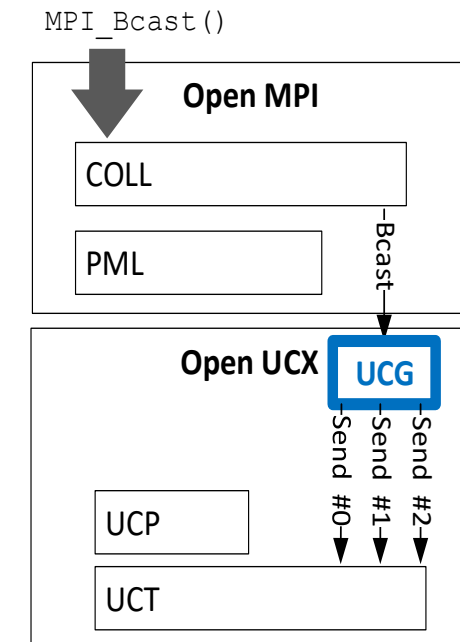 MPI_Bcast()
Open MPI
COLL
PML
Bcast
Open UCX
UCG
Send #0
Send #1
Send #2
UCP
UCT